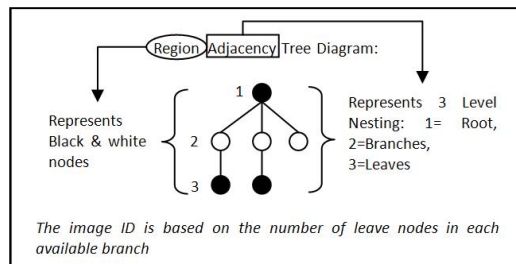 Region Adjacency Tree Diagram:
Represents
Black & white
nodes
1
2
3
Represents 3 Level
Nesting: 1= Root,
2=Branches,
3=Leaves
The image ID is based on the number of leave nodes in each
available branch